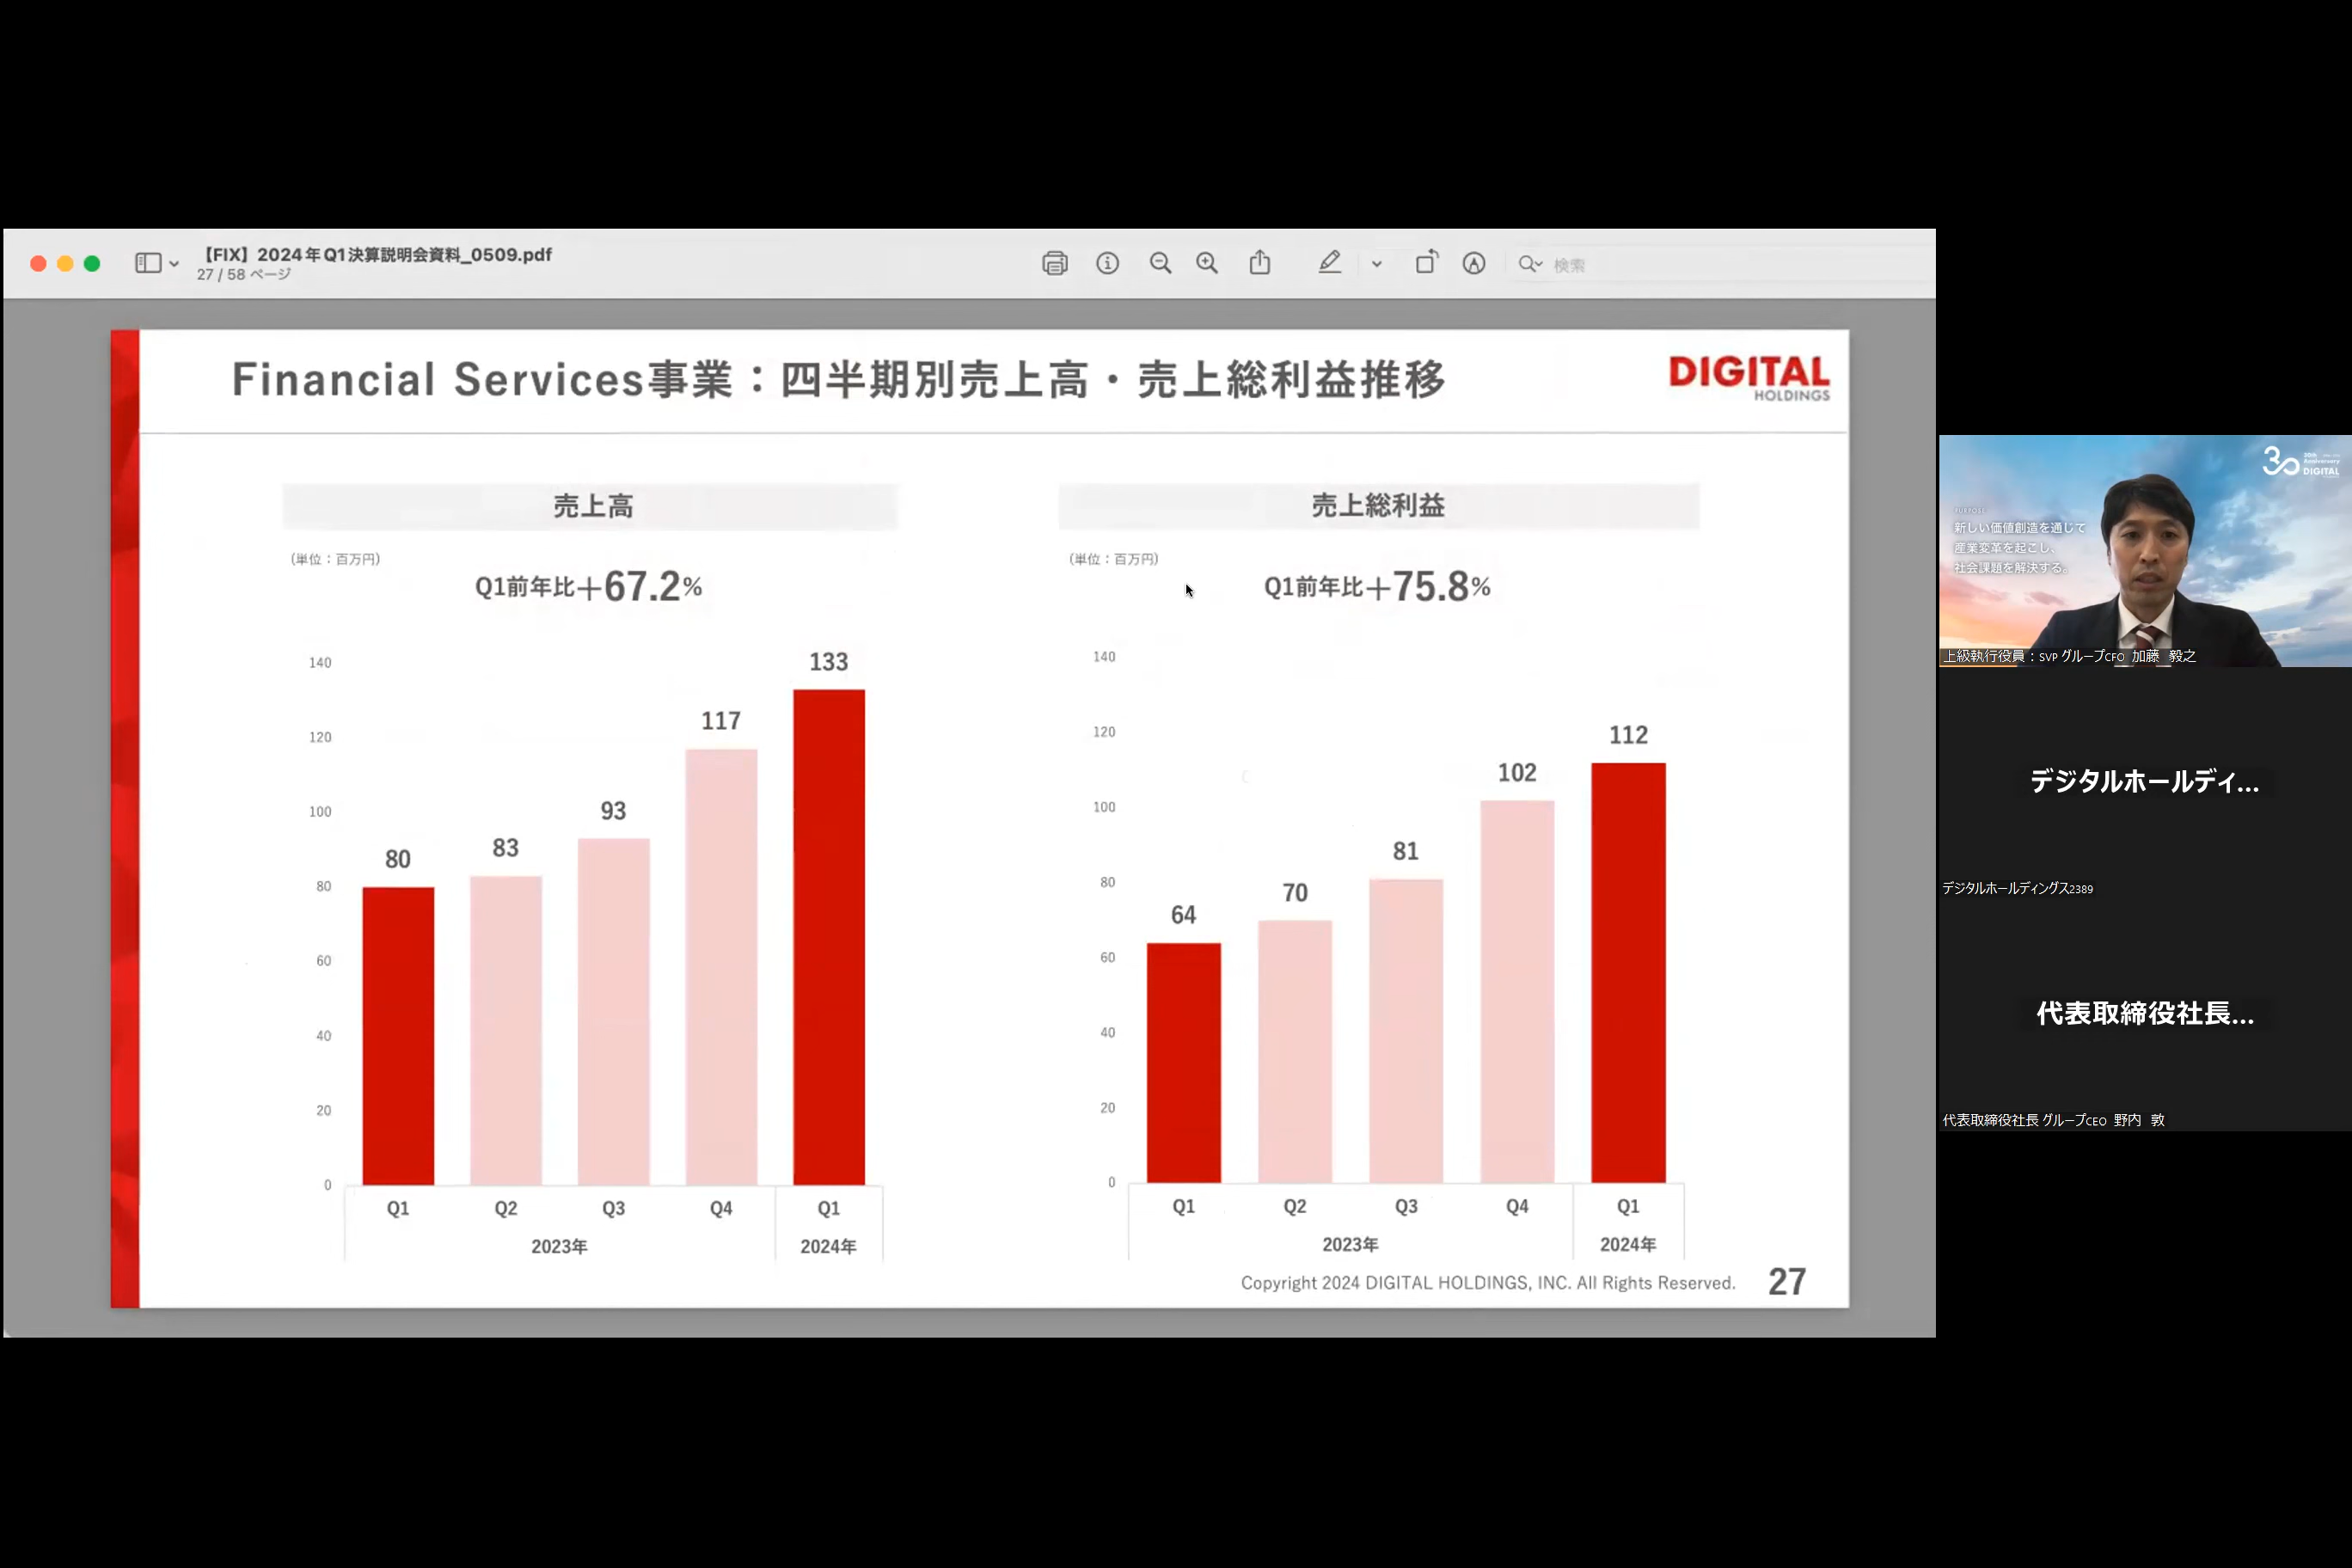 【FIX】2024年Q1決算説明会資料_0509.pdf
27 / 58 ページ
検索
Financial Services事業：四半期別売上高・売上総利益推移
DIGITAL
HOLDINGS
売上高
(単位：百万円)
Q1前年比＋67.2%
140
120
100
80
60
40
20
0
80
83
93
117
133
Q1
Q2
Q3
Q4
Q1
2023年
2024年
売上総利益
(単位：百万円)
Q1前年比＋75.8%
140
120
100
80
60
40
20
0
64
70
81
102
112
Q1
Q2
Q3
Q4
Q1
2023年
2024年
Copyright 2024 DIGITAL HOLDINGS, INC. All Rights Reserved.
27
30
30th
Anniversary
DIGITAL
PURPOSE
新しい価値創造を通じて
産業変革を起こし、
社会課題を解決する。
上級執行役員：SVP グループCFO 加藤 毅之
デジタルホールディ...
デジタルホールディングス2389
代表取締役社長...
代表取締役社長 グループCEO 野内 敦